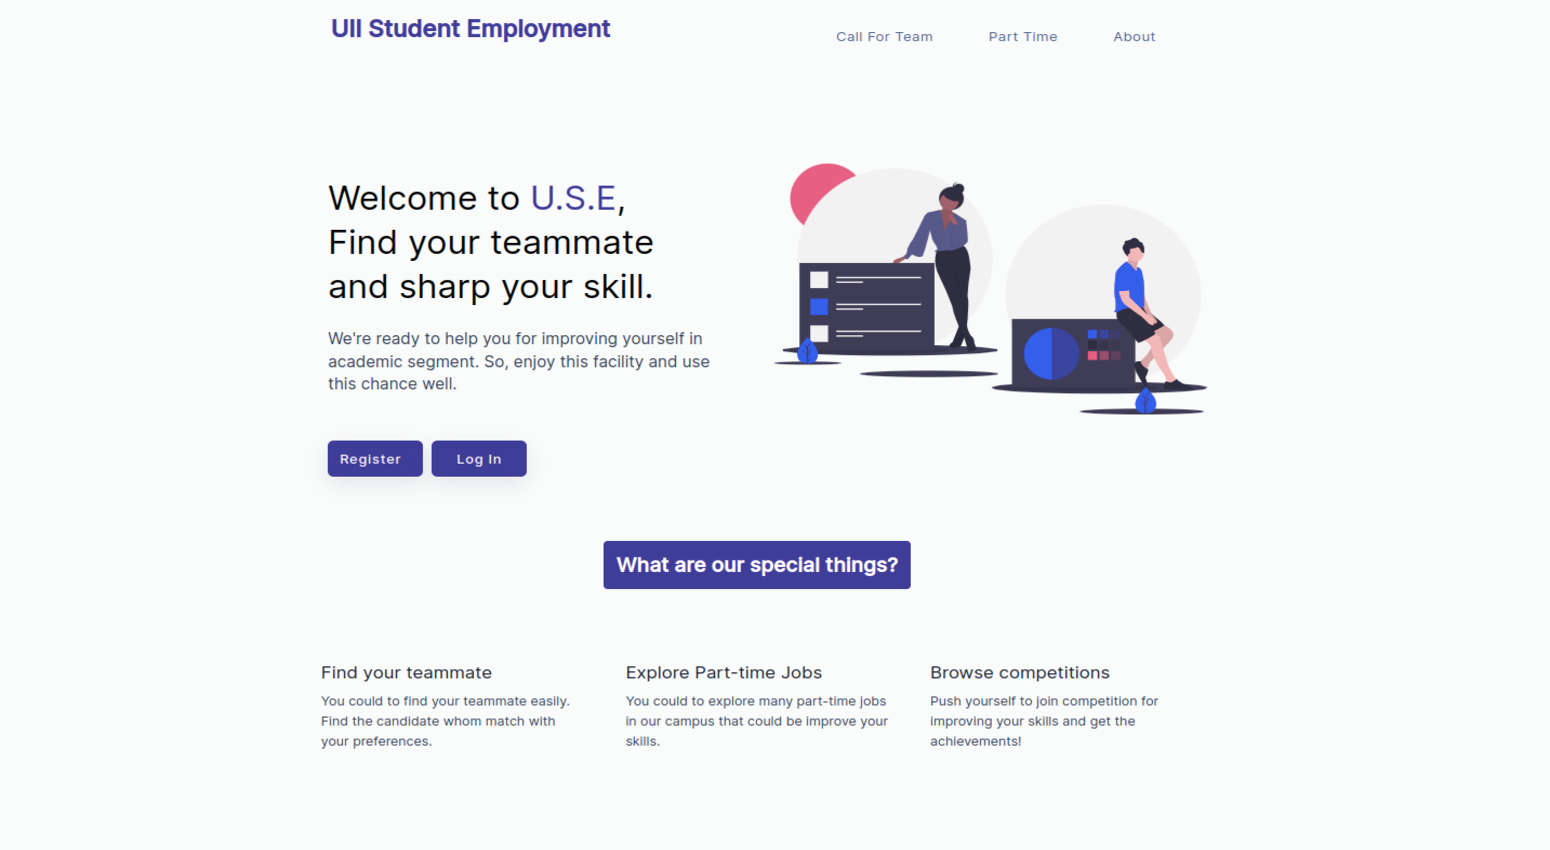 UII Student Employment
Call For Team
Part Time
About
Welcome to U.S.E,
Find your teammate
and sharp your skill.
We're ready to help you for improving yourself in
academic segment. So, enjoy this facility and use
this chance well.
Register
Log In
What are our special things?
Find your teammate
You could to find your teammate easily.
Find the candidate whom match with
your preferences.
Explore Part-time Jobs
You could to explore many part-time jobs
in our campus that could be improve your
skills.
Browse competitions
Push yourself to join competition for
improving your skills and get the
achievements!